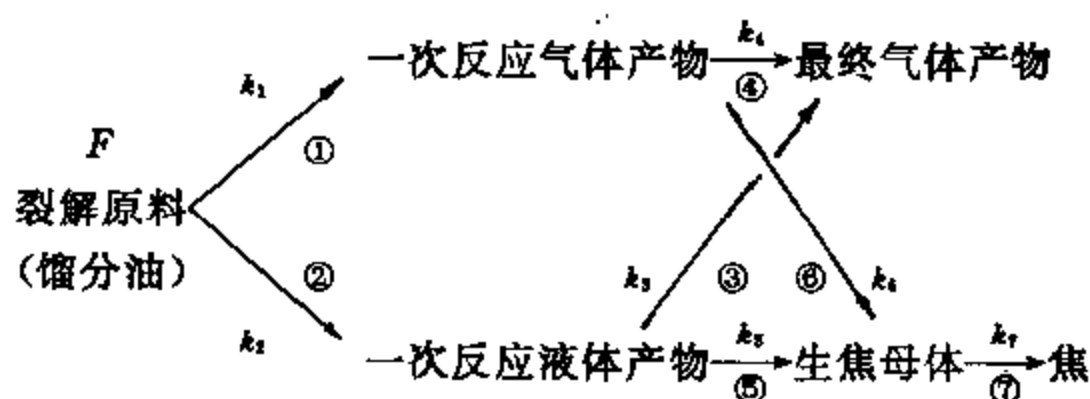 一次反应气体产物 k₄ ④ 最终气体产物
k₁ ①
F
裂解原料
(馏分油)
② k₂
k₃ ③ ⑥
一次反应液体产物 ⑤ 生焦母体 k₇ ⑦ 焦